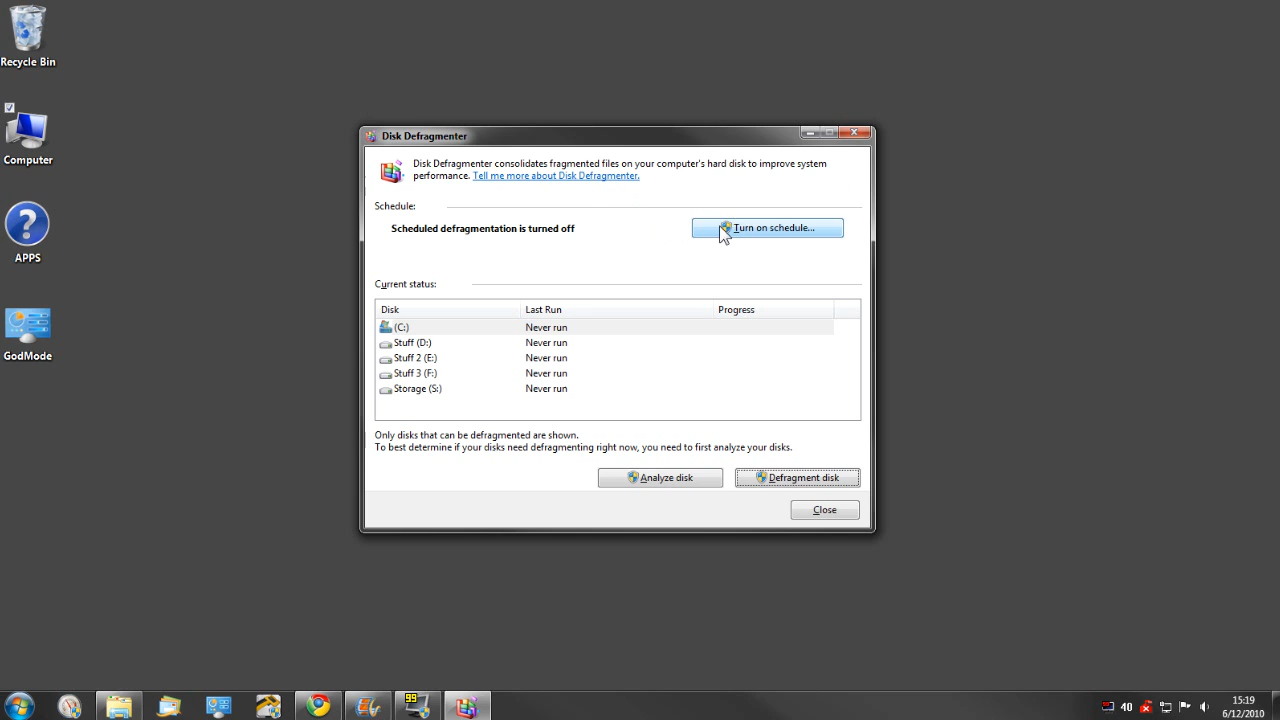 Recycle Bin
Computer
APPS
GodMode
Disk Defragmenter
Disk Defragmenter consolidates fragmented files on your computer's hard disk to improve system
performance. Tell me more about Disk Defragmenter.
Schedule:
Scheduled defragmentation is turned off
Turn on schedule...
Current status:
Disk Last Run Progress
(C:) Never run
Stuff (D:) Never run
Stuff 2 (E:) Never run
Stuff 3 (F:) Never run
Storage (S:) Never run
Only disks that can be defragmented are shown.
To best determine if your disks need defragmenting right now, you need to first analyze your disks.
Analyze disk Defragment disk
Close
99
40
15:19
6/12/2010